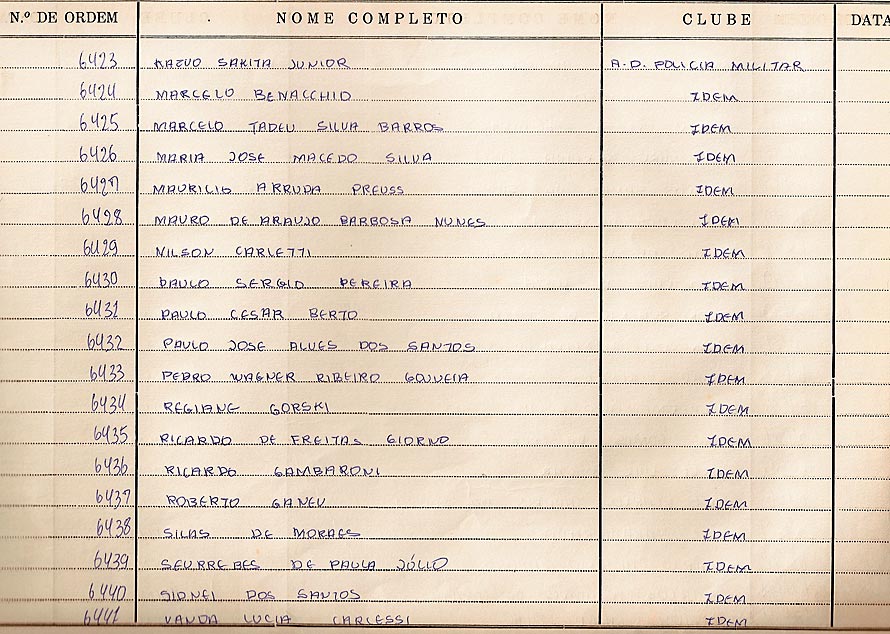 N.º DE ORDEM NOME COMPLETO CLUBE DATA
6423 KAZUO SAKITA JUNIOR A.D. POLICIA MILITAR
6424 MARCELO BENACCHIO IDEM
6425 MARCELO TADEU SILVA BARROS IDEM
6426 MARIA JOSE MACEDO SILVA IDEM
6427 MAURILIO ARRUDA PREUSS IDEM
6428 MAURO DE ARAUJO BARBOSA NUNES IDEM
6429 NILSON CARLETTI IDEM
6430 PAULO SERGIO PEREIRA IDEM
6431 PAULO CESAR BERTO IDEM
6432 PAULO JOSE ALVES DOS SANTOS IDEM
6433 PEDRO WAGNER RIBEIRO GOUVEIA IDEM
6434 REGIANE GORSKI IDEM
6435 RICARDO DE FREITAS GIORNO IDEM
6436 RICARDO GAMBARONI IDEM
6437 ROBERTO GANEV IDEM
6438 SILAS DE MORAES IDEM
6439 DE PAULA JÓLLO IDEM
6440 SIDNEI DOS SANTOS IDEM
6441 VANDA LUCIA CARLESSI IDEM